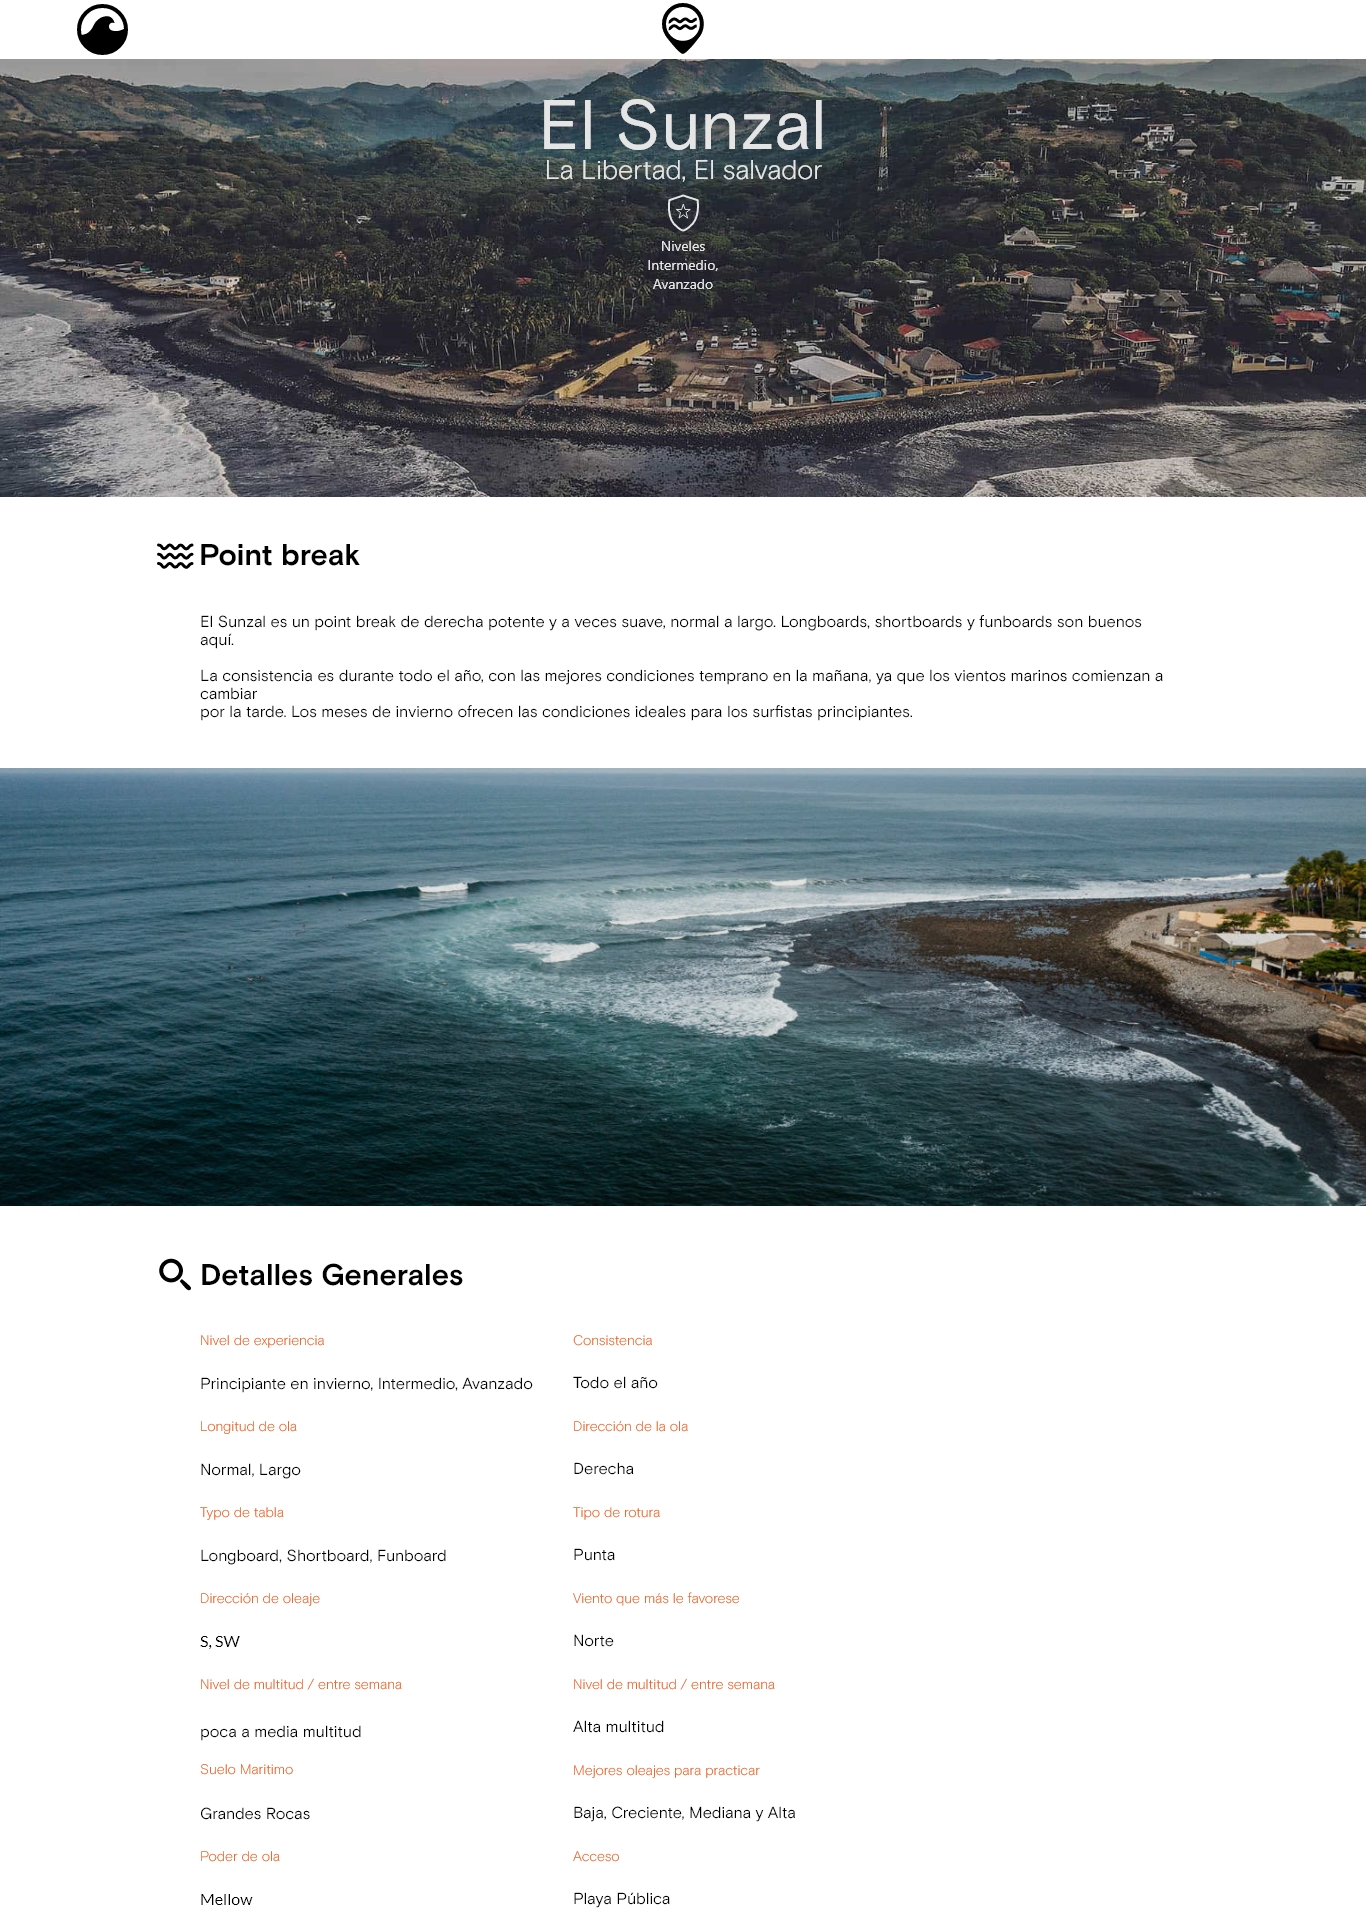 El Sunzal
La Libertad, El salvador
Niveles
Intermedio,
Avanzado
Point break
El Sunzal es un point break de derecha potente y a veces suave, normal a largo. Longboards, shortboards y funboards son buenos
aquí.
La consistencia es durante todo el año, con las mejores condiciones temprano en la mañana, ya que los vientos marinos comienzan a
cambiar
por la tarde. Los meses de invierno ofrecen las condiciones ideales para los surfistas principiantes.
Detalles Generales
Nivel de experiencia
Principiante en invierno, Intermedio, Avanzado
Longitud de ola
Normal, Largo
Typo de tabla
Longboard, Shortboard, Funboard
Dirección de oleaje
S, SW
Nivel de multitud / entre semana
poca a media multitud
Suelo Maritimo
Grandes Rocas
Poder de ola
Mellow
Consistencia
Todo el año
Dirección de la ola
Derecha
Tipo de rotura
Punta
Viento que más le favorese
Norte
Nivel de multitud / entre semana
Alta multitud
Mejores oleajes para practicar
Baja, Creciente, Mediana y Alta
Acceso
Playa Pública